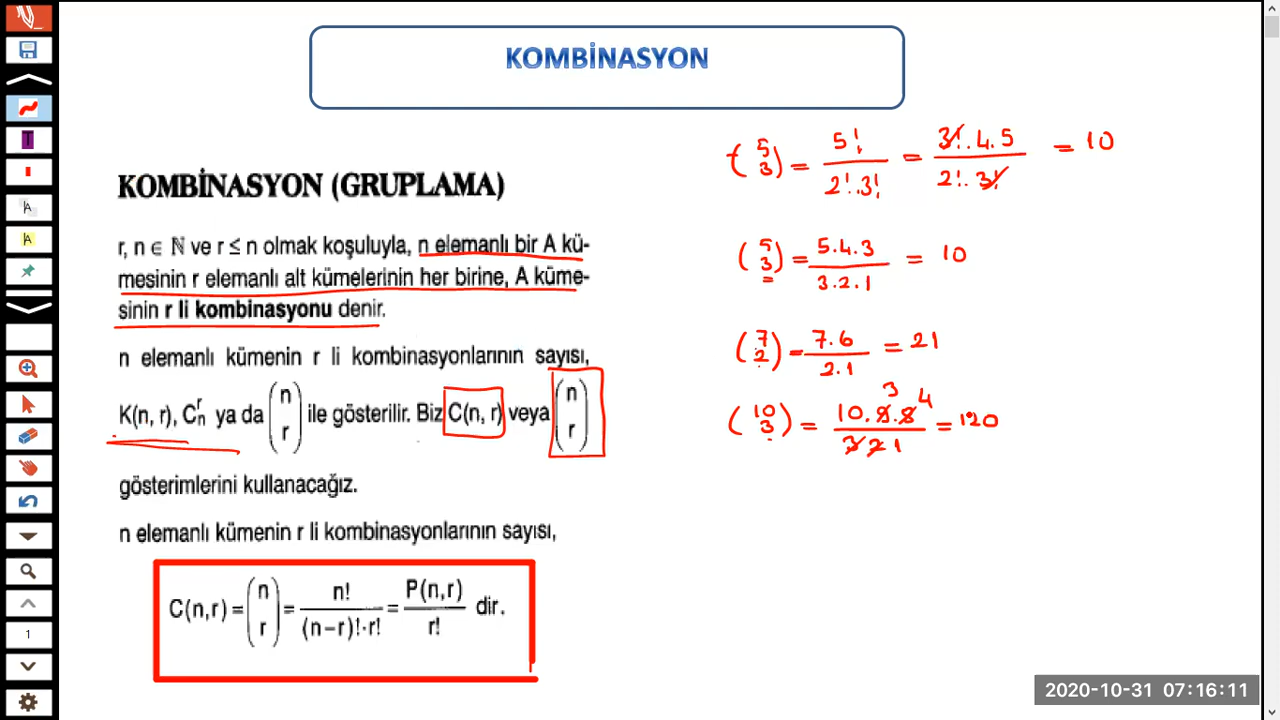 KOMBİNASYON
KOMBİNASYON (GRUPLAMA)
r, n ∈ ℕ ve r ≤ n olmak koşuluyla, n elemanlı bir A kü-
mesinin r elemanlı alt kümelerinin her birine, A küme-
sinin r li kombinasyonu denir.
n elemanlı kümenin r li kombinasyonlarının sayısı,
K(n, r), C_n^r ya da (n r) ile gösterilir. Biz C(n, r) veya (n r)
gösterimlerini kullanacağız.
n elemanlı kümenin r li kombinasyonlarının sayısı,
C(n,r) = (n r) = n! / (n−r)!·r! = P(n,r) / r! dir.
(5 3) = 5! / 2!.3! = 3!.4.5 / 2!.3! = 10
(5 3) = 5.4.3 / 3.2.1 = 10
(7 2) = 7.6 / 2.1 = 21
3 4
(10 3) = 10.9.8 / 3 2 1 = 120
1
2020-10-31 07:16:11